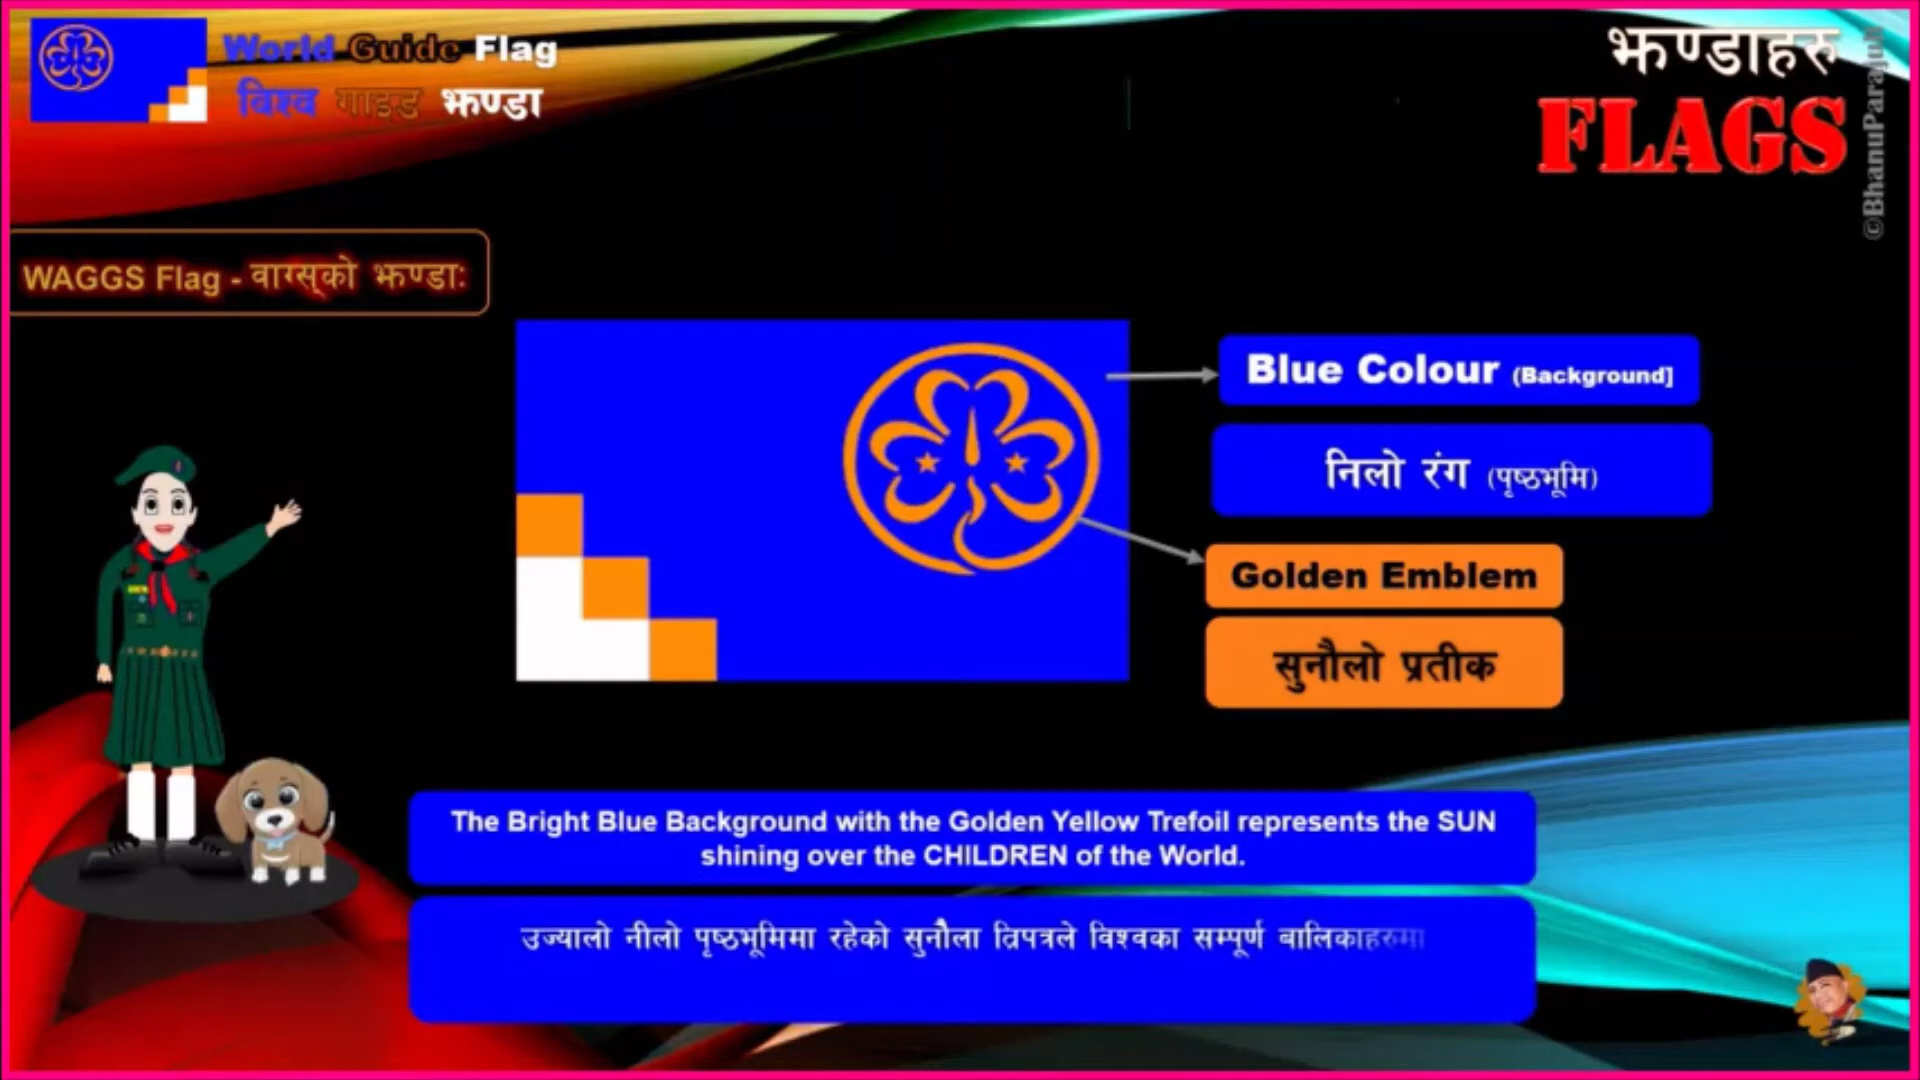 World Guide Flag
विश्व गाइड झण्डा
झण्डाहरु
FLAGS
©BhanuParajuli
WAGGS Flag - वाग्स्‌को झण्डाः
Blue Colour (Background]
निलो रंग (पृष्ठभूमि)
Golden Emblem
सुनौलो प्रतीक
The Bright Blue Background with the Golden Yellow Trefoil represents the SUN
shining over the CHILDREN of the World.
उज्यालो नीलो पृष्ठभूमिमा रहेको सुनौला त्रिपत्रले विश्वका सम्पूर्ण बालिकाहरुमा